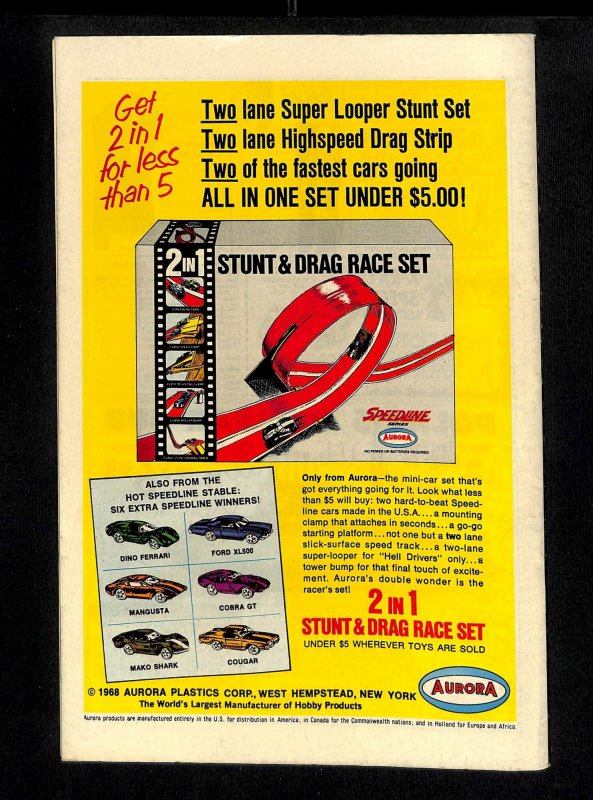 Get
2 in 1
for less
than 5
Two lane Super Looper Stunt Set
Two lane Highspeed Drag Strip
Two of the fastest cars going
ALL IN ONE SET UNDER $5.00!
2 IN 1 STUNT & DRAG RACE SET
SPEEDLINE
SERIES
AURORA
NO POWER OR BATTERIES REQUIRED
ALSO FROM THE
HOT SPEEDLINE STABLE:
SIX EXTRA SPEEDLINE WINNERS!
DINO FERRARI
FORD XL500
MANGUSTA
COBRA GT
MAKO SHARK
COUGAR
Only from Aurora—the mini-car set that's
got everything going for it. Look what less
than $5 will buy: two hard-to-beat Speed-
line cars made in the U.S.A....a mounting
clamp that attaches in seconds...a go-go
starting platform...not one but a two lane
slick-surface speed track...a two-lane
super-looper for "Hell Drivers" only...a
tower bump for that final touch of excite-
ment. Aurora's double wonder is the
racer's set!
2 IN 1
STUNT & DRAG RACE SET
UNDER $5 WHEREVER TOYS ARE SOLD
© 1968 AURORA PLASTICS CORP., WEST HEMPSTEAD, NEW YORK
The World's Largest Manufacturer of Hobby Products
AURORA
Aurora products are manufactured entirely in the U.S. for distribution in America; in Canada for the Commonwealth nations; and in Holland for Europe and Africa.